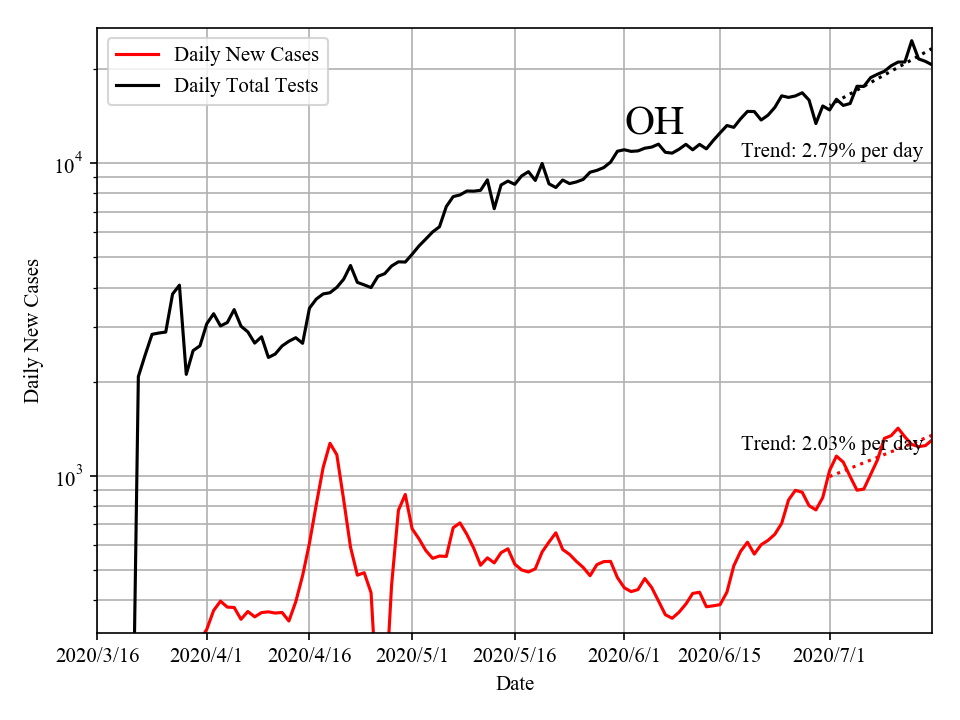 Daily New Cases
Daily Total Tests
OH
Trend: 2.79% per day
Trend: 2.03% per day
10^4
10^3
Daily New Cases
2020/3/16 2020/4/1 2020/4/16 2020/5/1 2020/5/16 2020/6/1 2020/6/15 2020/7/1
Date